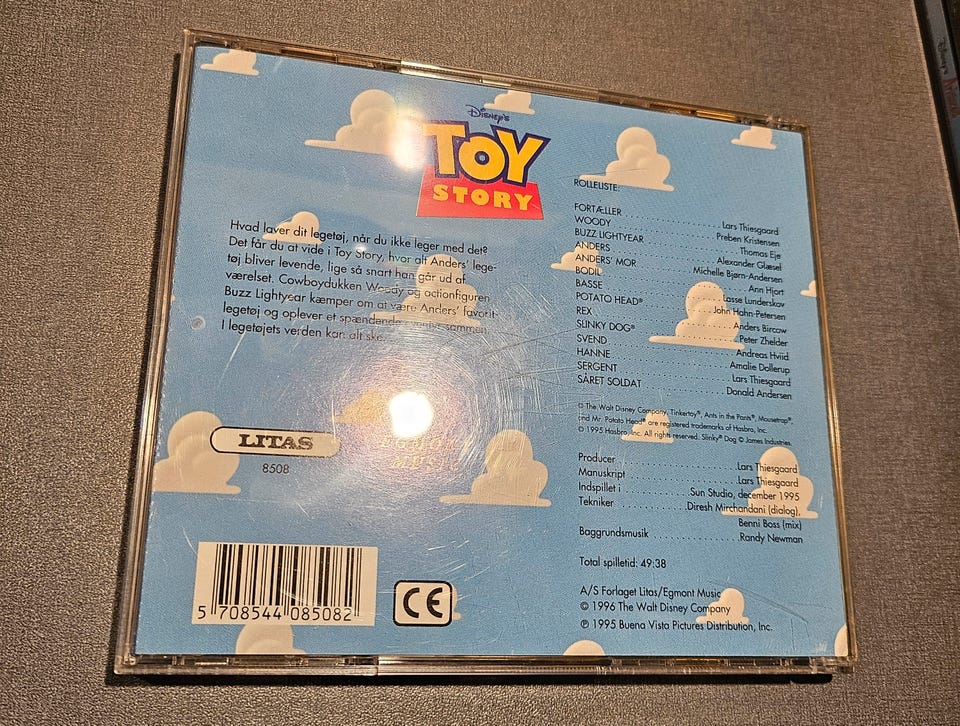 Disney's
TOY
STORY
Hvad laver dit legetøj, når du ikke leger med det?
Det får du at vide i Toy Story, hvor alt Anders' lege-
tøj bliver levende, lige så snart han går ud af
værelset. Cowboydukken Woody og actionfiguren
Buzz Lightyear kæmper om at være Anders' favorit-
legetøj og oplever et spændende eventyr sammen.
I legetøjets verden kan alt ske.
LITAS
8508
5 708544 085082
CE
ROLLELISTE:
FORTÆLLER . . . . . . . . . . . . . . . . Lars Thiesgaard
WOODY . . . . . . . . . . . . . . . . Preben Kristensen
BUZZ LIGHTYEAR . . . . . . . . . . . . . . . . Thomas Eje
ANDERS . . . . . . . . . . . . . . . . Alexander Glæsel
ANDERS' MOR . . . . . . . . . . . . Michelle Bjørn-Andersen
BODIL . . . . . . . . . . . . . . . . Ann Hjort
BASSE . . . . . . . . . . . . . . . . Lasse Lunderskov
POTATO HEAD® . . . . . . . . . . . . John Hahn-Petersen
REX . . . . . . . . . . . . . . . . Anders Bircow
SLINKY DOG® . . . . . . . . . . . . . . . . Peter Zhelder
SVEND . . . . . . . . . . . . . . . . Andreas Hviid
HANNE . . . . . . . . . . . . . . . . Amalie Dollerup
SERGENT . . . . . . . . . . . . . . . . Lars Thiesgaard
SÅRET SOLDAT . . . . . . . . . . . . . . . . Donald Andersen
© The Walt Disney Company. Tinkertoy®, Ants in the Pants®, Mousetrap®,
and Mr. Potato Head® are registered trademarks of Hasbro, Inc.
© 1995 Hasbro, Inc. All rights reserved. Slinky® Dog © James Industries.
Producer . . . . . . . . . . . . . . . . Lars Thiesgaard
Manuskript . . . . . . . . . . . . . . . . Lars Thiesgaard
Indspillet i . . . . . . . . . . . . Sun Studio, december 1995
Tekniker . . . . . . . . . . . . Diresh Mirchandani (dialog),
Benni Boss (mix)
Baggrundsmusik . . . . . . . . . . . . . . . . Randy Newman
Total spilletid: 49:38
A/S Forlaget Litas/Egmont Music
© 1996 The Walt Disney Company
℗ 1995 Buena Vista Pictures Distribution, Inc.